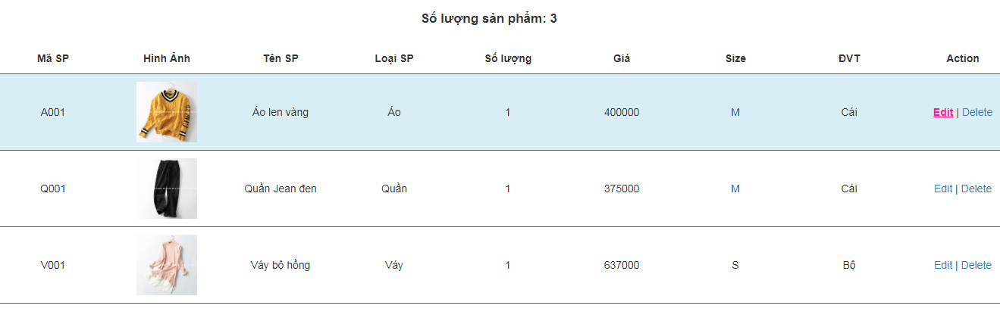 Số lượng sản phẩm: 3
Mã SP Hình Ảnh Tên SP Loại SP Số lượng Giá Size ĐVT Action
A001 Áo len vàng Áo 1 400000 M Cái Edit | Delete
Q001 Quần Jean đen Quần 1 375000 M Cái Edit | Delete
V001 Váy bộ hồng Váy 1 637000 S Bộ Edit | Delete